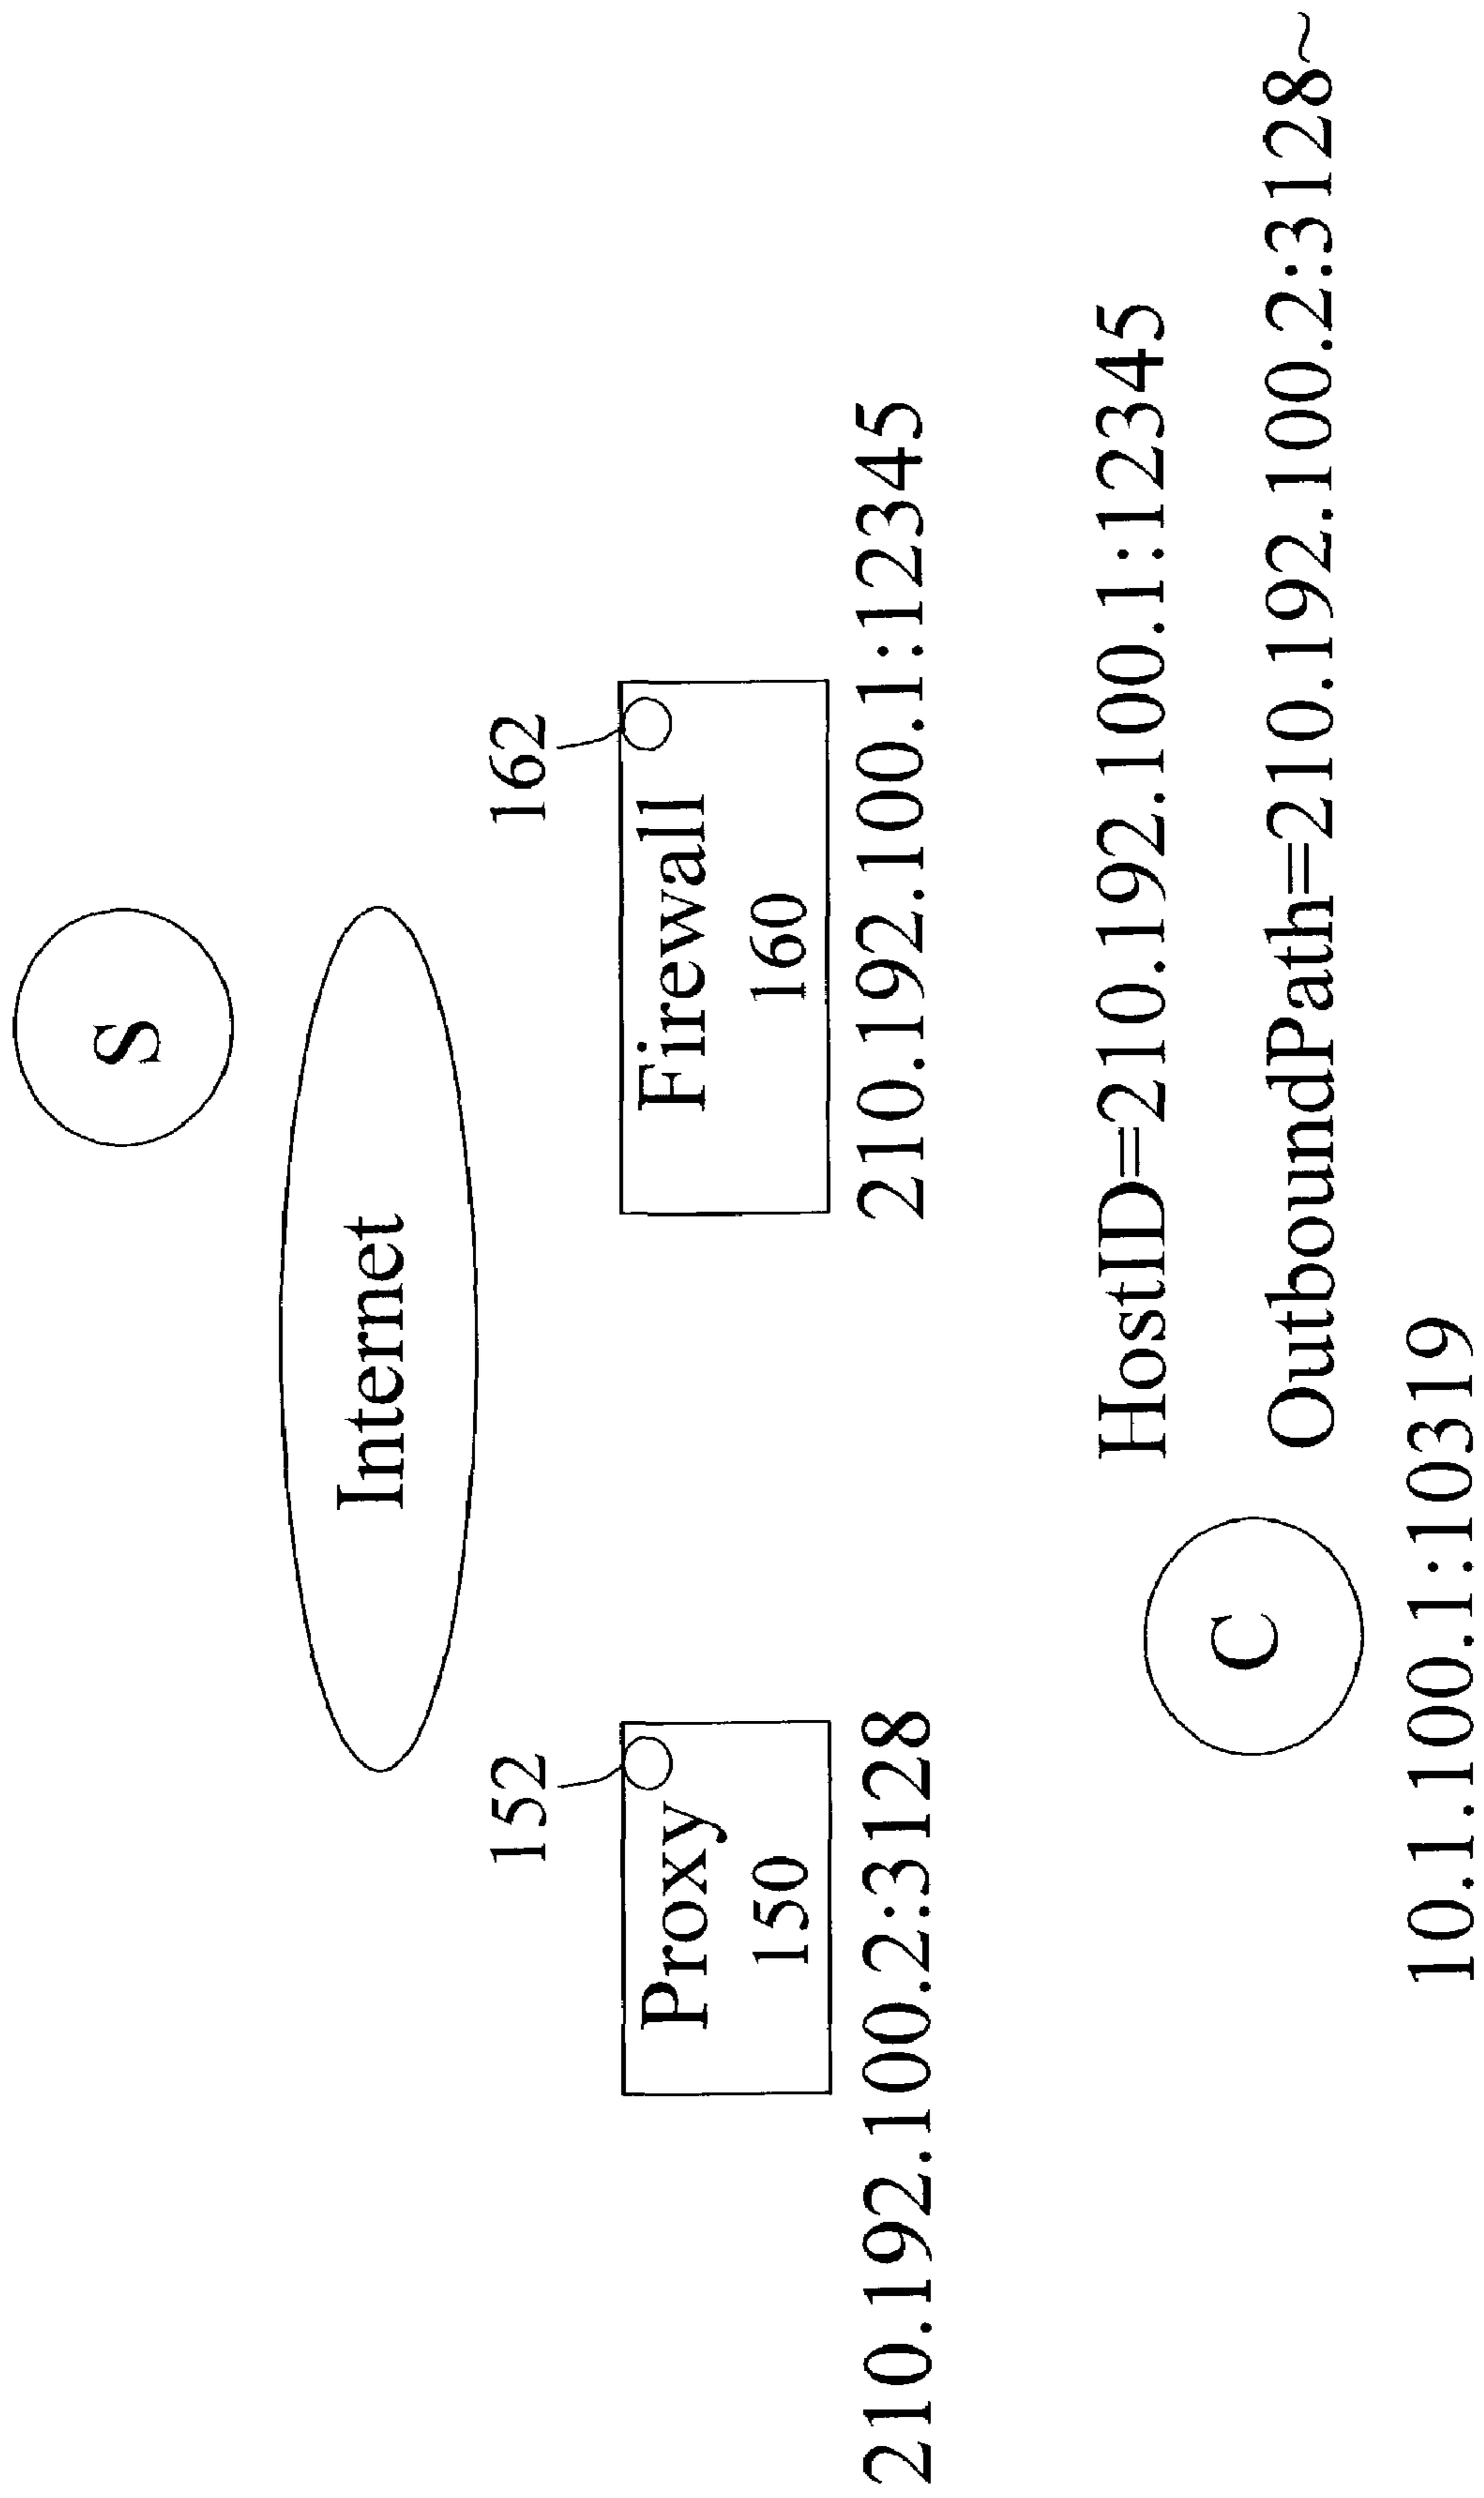 S
Internet
152
162
Proxy
150
Firewall
160
210.192.100.2:3128
210.192.100.1:12345
HostID=210.192.100.1:12345
C
OutboundPath=210.192.100.2:3128~
10.1.100.1:10319